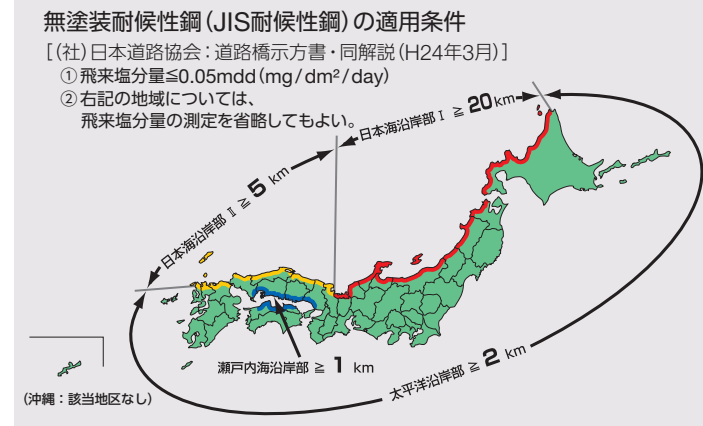 無塗装耐候性鋼(JIS耐候性鋼)の適用条件
[(社)日本道路協会:道路橋示方書・同解説(H24年3月)]
①飛来塩分量≦0.05mdd(mg/dm²/day)
②右記の地域については、
飛来塩分量の測定を省略してもよい。
日本海沿岸部Ⅰ ≧ 20km
日本海沿岸部Ⅱ ≧ 5 km
瀬戸内海沿岸部 ≧ 1 km
太平洋沿岸部 ≧ 2 km
(沖縄:該当地区なし)